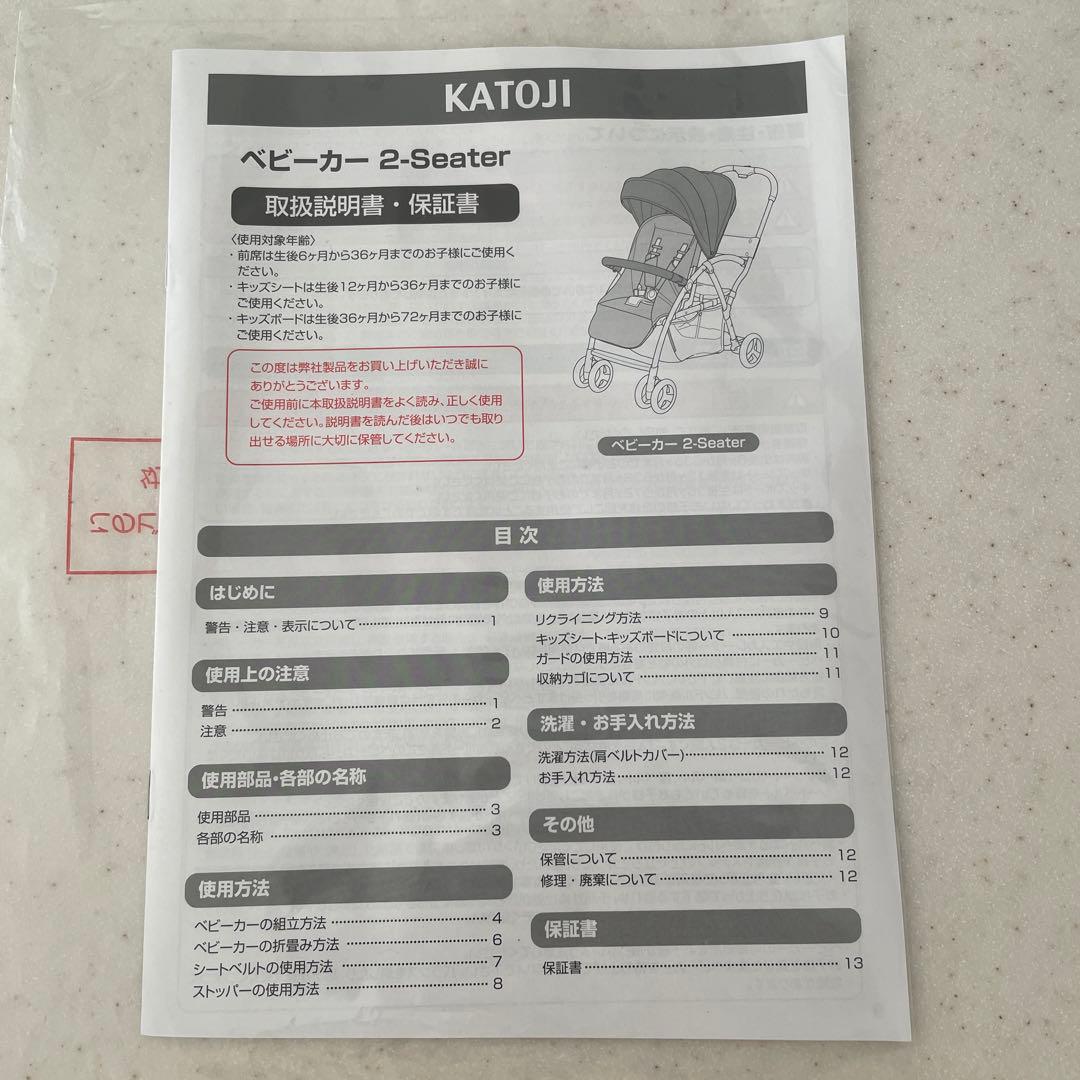 KATOJI
ベビーカー 2-Seater
取扱説明書・保証書
〈使用対象年齢〉
・前席は生後6ヶ月から36ヶ月までのお子様にご使用く
ださい。
・キッズシートは生後12ヶ月から36ヶ月までのお子様に
ご使用ください。
・キッズボードは生後36ヶ月から72ヶ月までのお子様に
ご使用ください。
この度は弊社製品をお買い上げいただき誠に
ありがとうございます。
ご使用前に本取扱説明書をよく読み、正しく使用
してください。説明書を読んだ後はいつでも取り
出せる場所に大切に保管してください。
ベビーカー 2-Seater
目 次
はじめに
警告・注意・表示について 1
使用上の注意
警告 1
注意 2
使用部品・各部の名称
使用部品 3
各部の名称 3
使用方法
ベビーカーの組立方法 4
ベビーカーの折畳み方法 6
シートベルトの使用方法 7
ストッパーの使用方法 8
使用方法
リクライニング方法 9
キッズシート・キッズボードについて 10
ガードの使用方法 11
収納カゴについて 11
洗濯・お手入れ方法
洗濯方法(肩ベルトカバー) 12
お手入れ方法 12
その他
保管について 12
修理・廃棄について 12
保証書
保証書 13